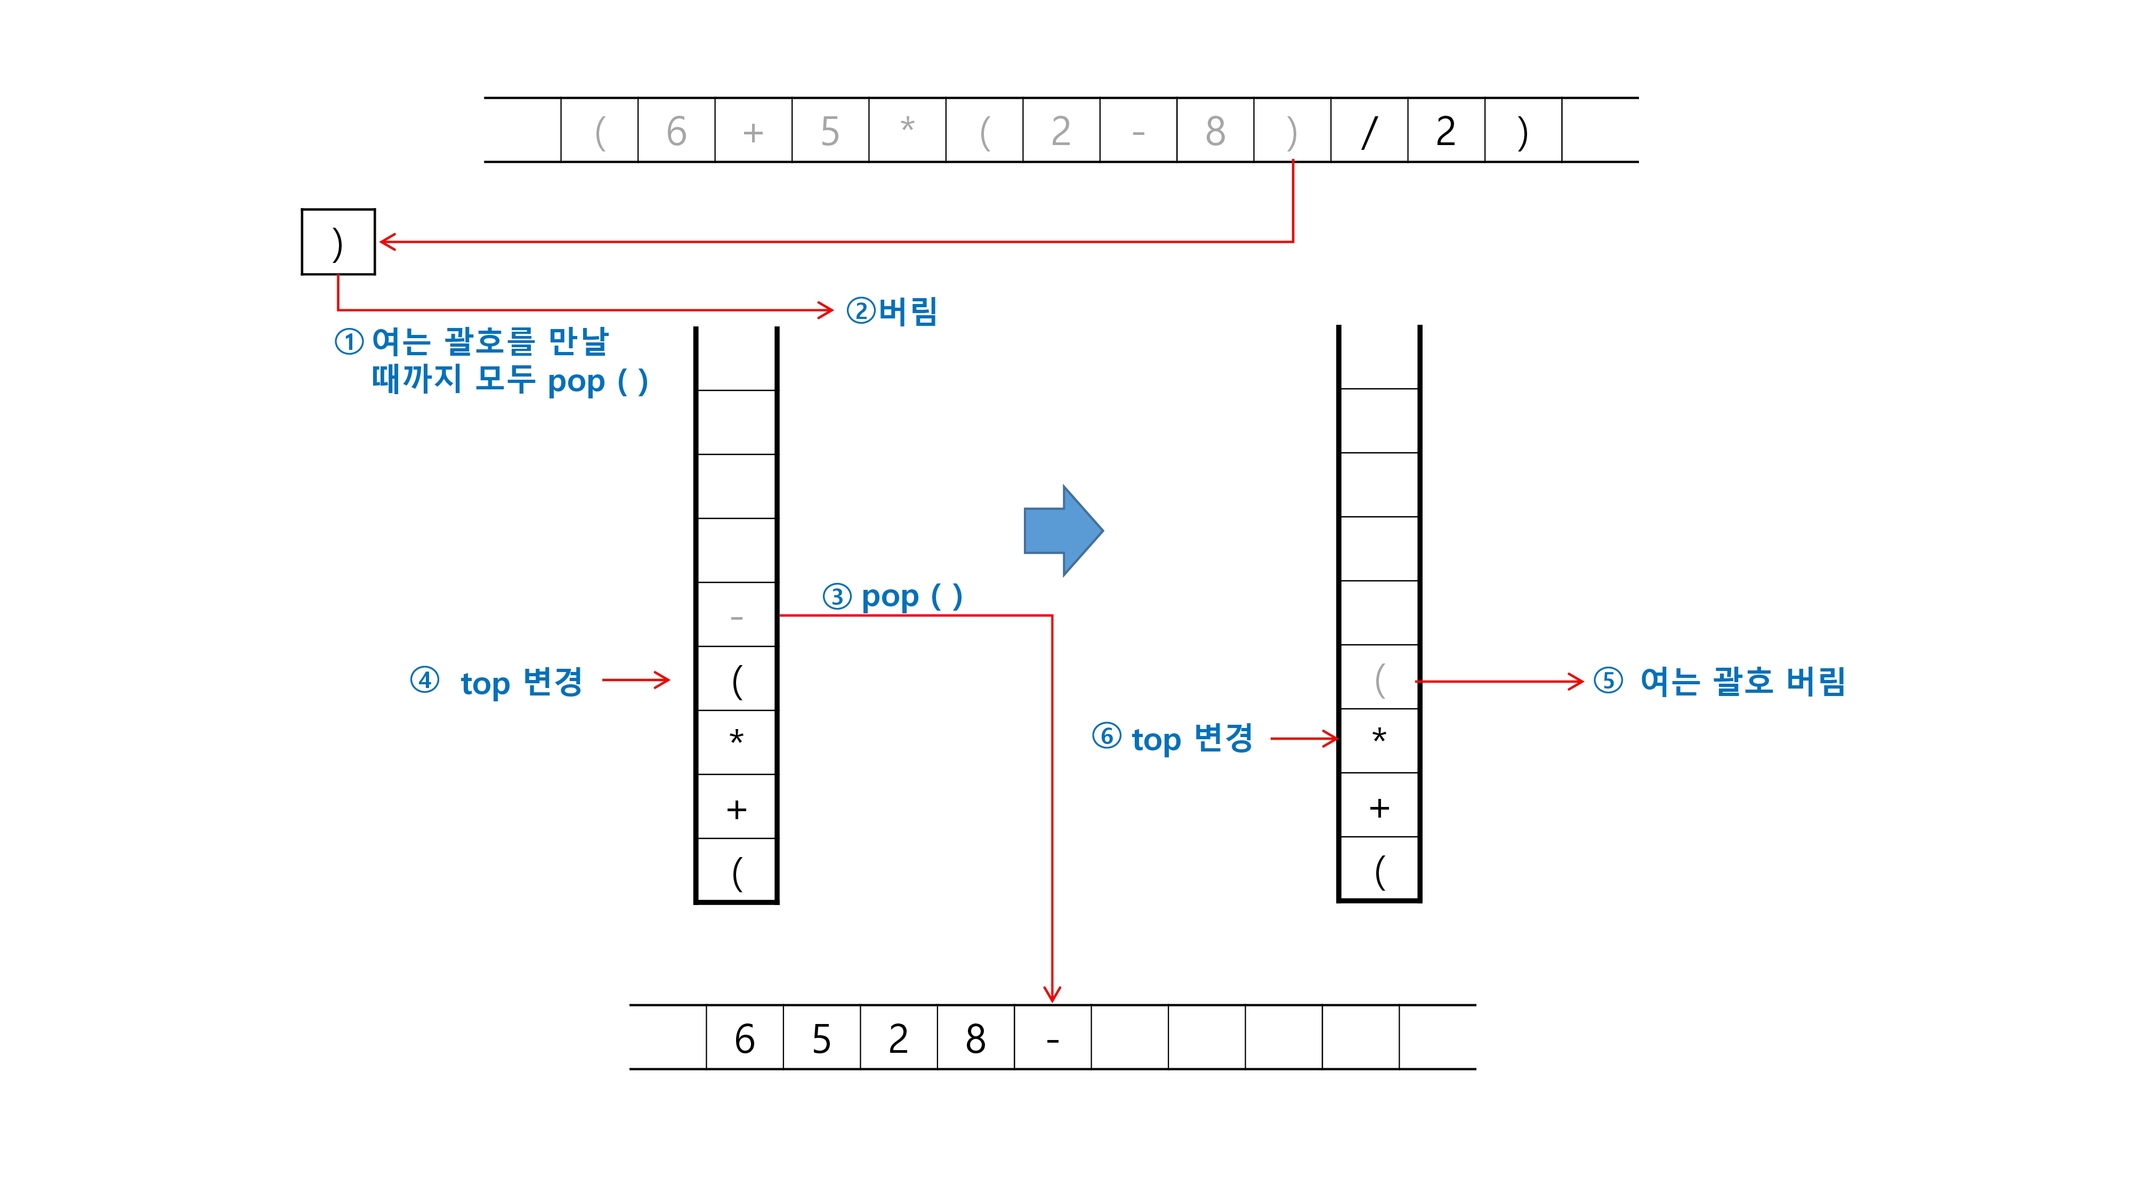 ( 6 + 5 * ( 2 - 8 ) / 2 )
)
②버림
① 여는 괄호를 만날
때까지 모두 pop ( )
③ pop ( )
-
④ top 변경
(
*
+
(
(
⑤ 여는 괄호 버림
⑥ top 변경
*
+
(
6 5 2 8 -